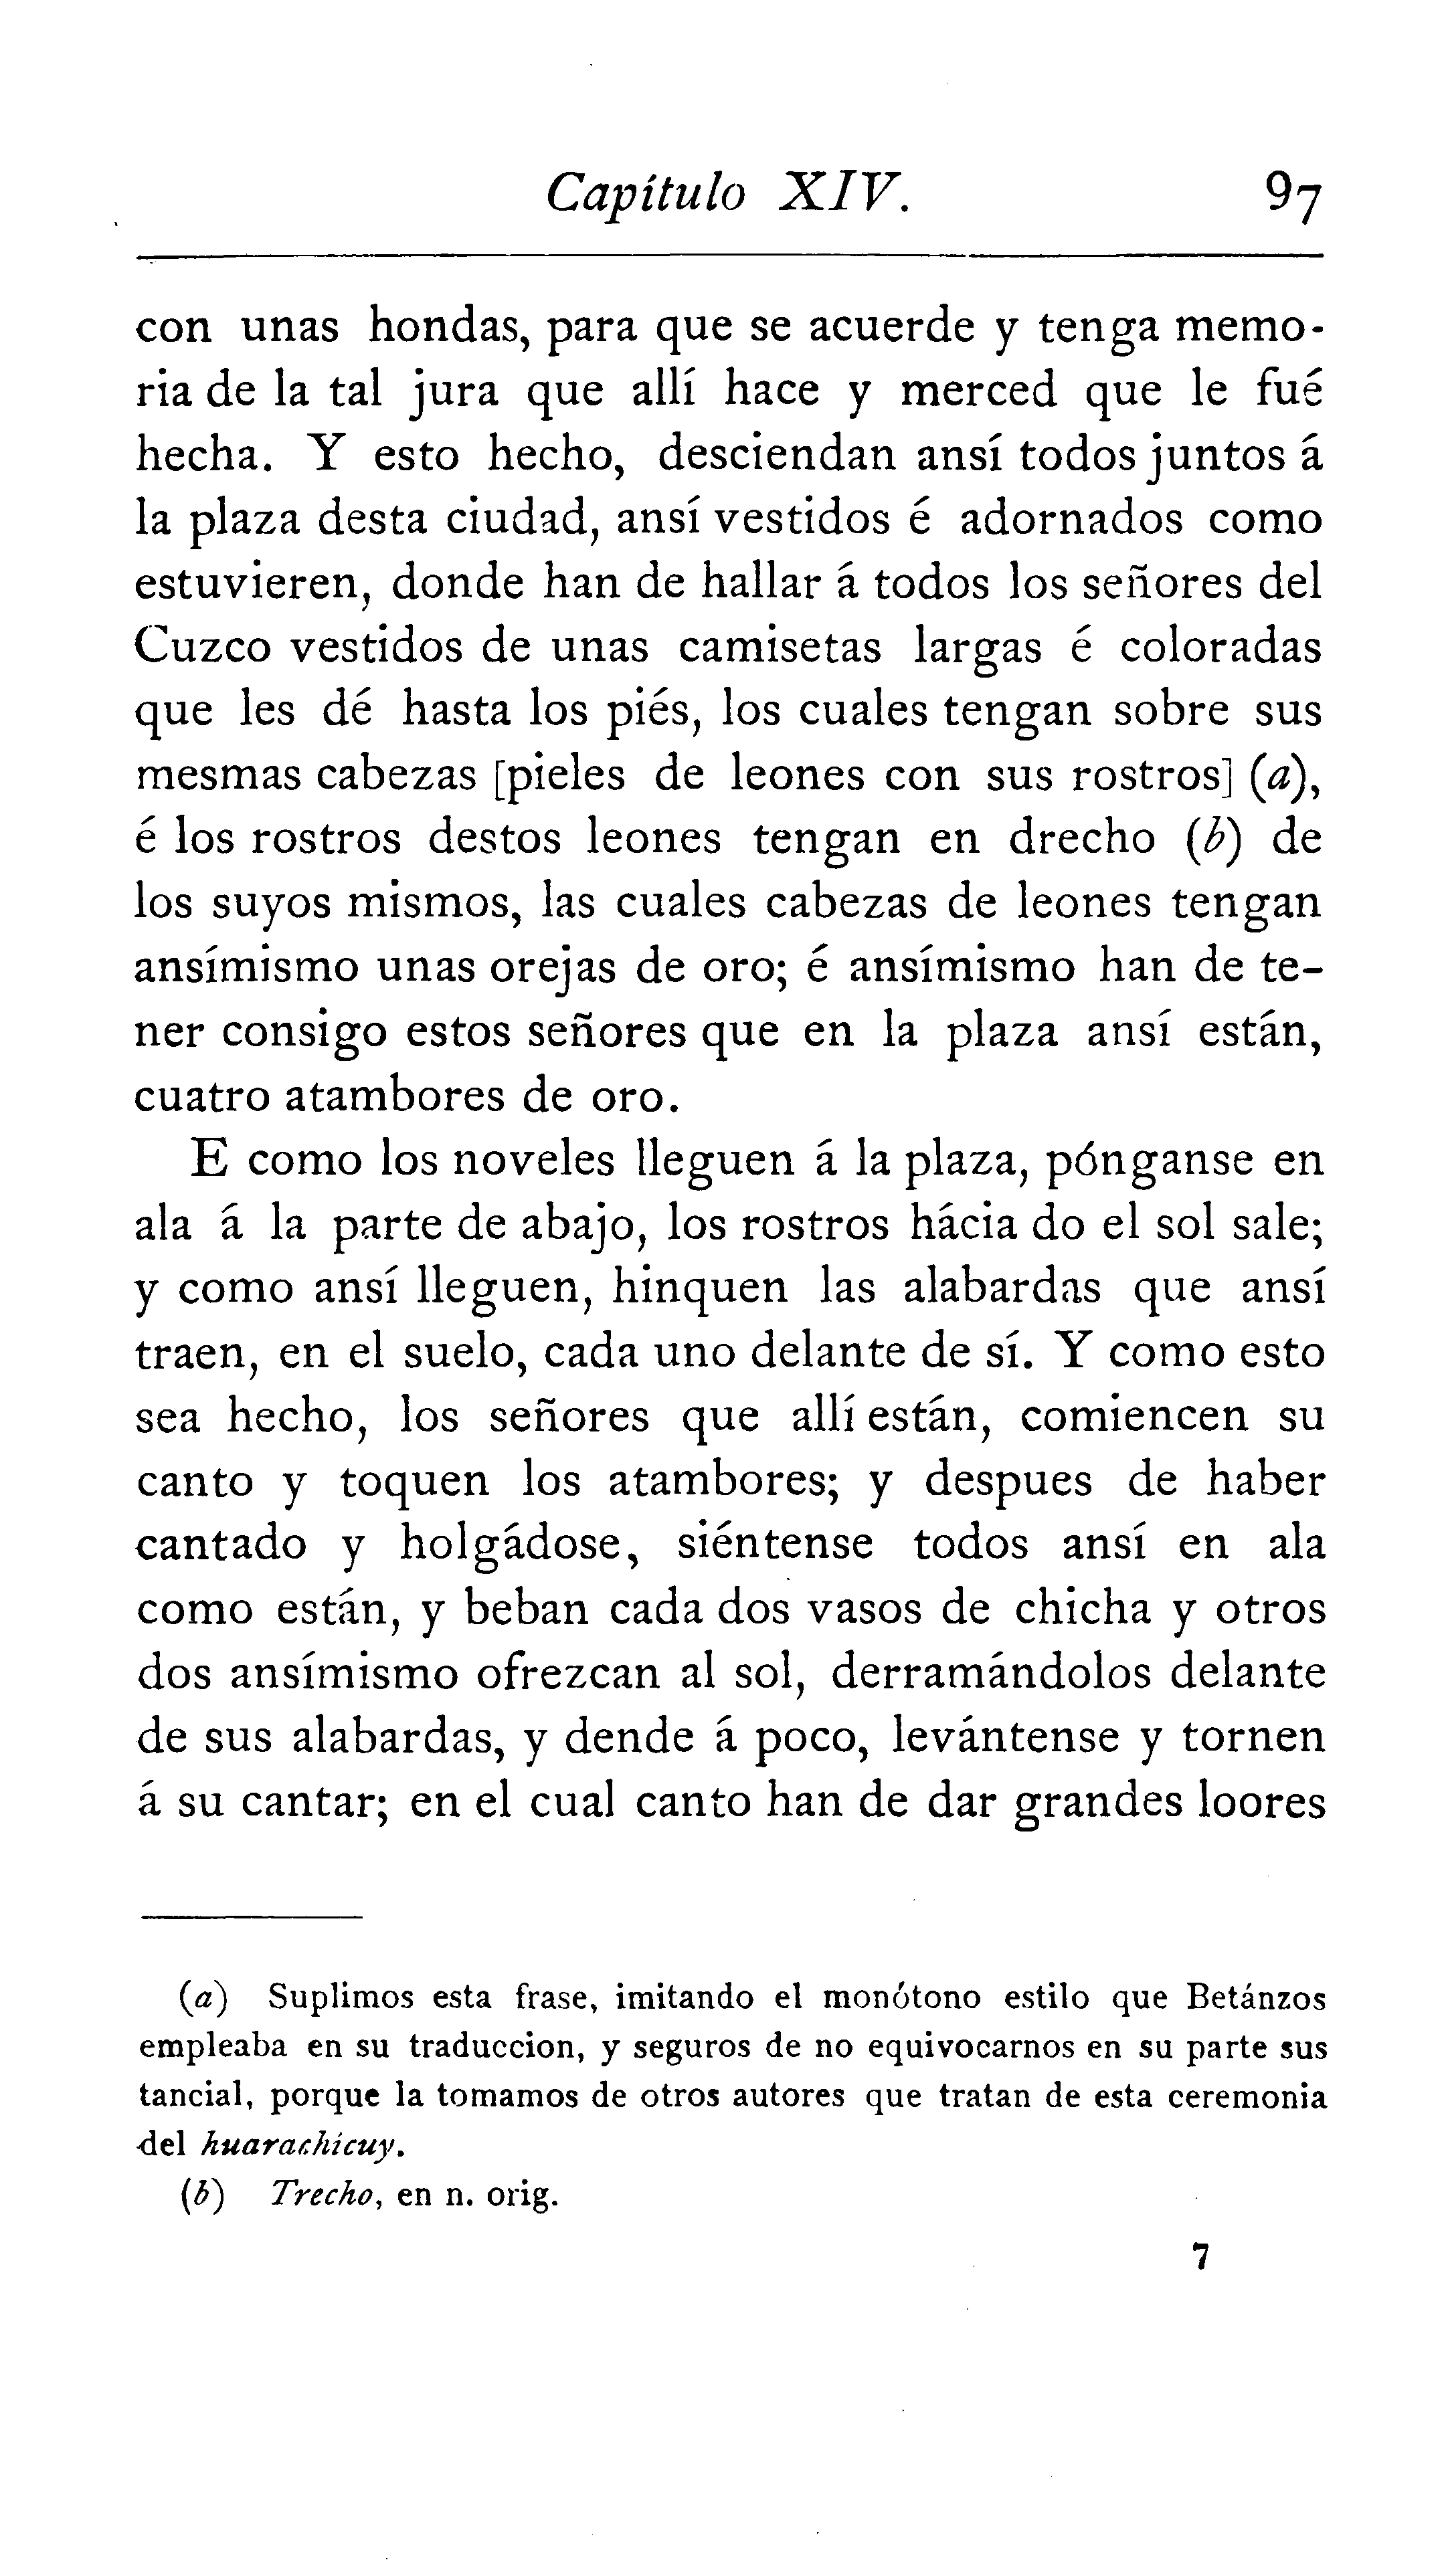 Capítulo XIV. 97
con unas hondas, para que se acuerde y tenga memo-
ria de la tal jura que allí hace y merced que le fué
hecha. Y esto hecho, desciendan ansí todos juntos á
la plaza desta ciudad, ansí vestidos é adornados como
estuvieren, donde han de hallar á todos los señores del
Cuzco vestidos de unas camisetas largas é coloradas
que les dé hasta los piés, los cuales tengan sobre sus
mesmas cabezas [pieles de leones con sus rostros] (a),
é los rostros destos leones tengan en drecho (b) de
los suyos mismos, las cuales cabezas de leones tengan
ansímismo unas orejas de oro; é ansímismo han de te-
ner consigo estos señores que en la plaza ansí están,
cuatro atambores de oro.
E como los noveles lleguen á la plaza, pónganse en
ala á la parte de abajo, los rostros hácia do el sol sale;
y como ansí lleguen, hinquen las alabardas que ansí
traen, en el suelo, cada uno delante de sí. Y como esto
sea hecho, los señores que allí están, comiencen su
canto y toquen los atambores; y despues de haber
cantado y holgádose, siéntense todos ansí en ala
como están, y beban cada dos vasos de chicha y otros
dos ansímismo ofrezcan al sol, derramándolos delante
de sus alabardas, y dende á poco, levántense y tornen
á su cantar; en el cual canto han de dar grandes loores
(a) Suplimos esta frase, imitando el monótono estilo que Betánzos
empleaba en su traduccion, y seguros de no equivocarnos en su parte sus
tancial, porque la tomamos de otros autores que tratan de esta ceremonia
del huarachicuy.
(b) Trecho, en n. orig.
7